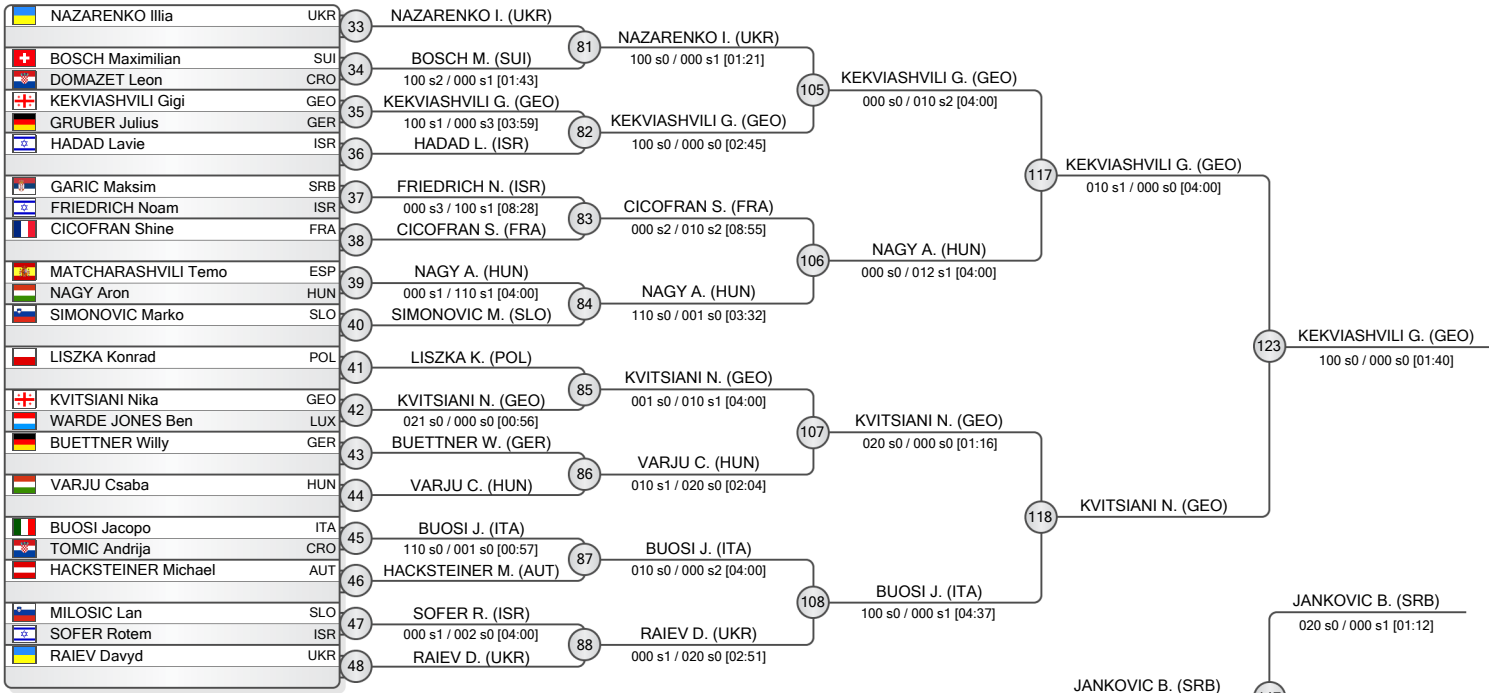 NAZARENKO Illia UKR
BOSCH Maximilian SUI
DOMAZET Leon CRO
KEKVIASHVILI Gigi GEO
GRUBER Julius GER
HADAD Lavie ISR
GARIC Maksim SRB
FRIEDRICH Noam ISR
CICOFRAN Shine FRA
MATCHARASHVILI Temo ESP
NAGY Aron HUN
SIMONOVIC Marko SLO
LISZKA Konrad POL
KVITSIANI Nika GEO
WARDE JONES Ben LUX
BUETTNER Willy GER
VARJU Csaba HUN
BUOSI Jacopo ITA
TOMIC Andrija CRO
HACKSTEINER Michael AUT
MILOSIC Lan SLO
SOFER Rotem ISR
RAIEV Davyd UKR
33
34
35
36
37
38
39
40
41
42
43
44
45
46
47
48
NAZARENKO I. (UKR)
BOSCH M. (SUI)
100 s2 / 000 s1 [01:43]
KEKVIASHVILI G. (GEO)
100 s1 / 000 s3 [03:59]
HADAD L. (ISR)
FRIEDRICH N. (ISR)
000 s3 / 100 s1 [08:28]
CICOFRAN S. (FRA)
NAGY A. (HUN)
000 s1 / 110 s1 [04:00]
SIMONOVIC M. (SLO)
LISZKA K. (POL)
KVITSIANI N. (GEO)
021 s0 / 000 s0 [00:56]
BUETTNER W. (GER)
VARJU C. (HUN)
BUOSI J. (ITA)
110 s0 / 001 s0 [00:57]
HACKSTEINER M. (AUT)
SOFER R. (ISR)
000 s1 / 002 s0 [04:00]
RAIEV D. (UKR)
81
82
83
84
85
86
87
88
NAZARENKO I. (UKR)
100 s0 / 000 s1 [01:21]
KEKVIASHVILI G. (GEO)
100 s0 / 000 s0 [02:45]
CICOFRAN S. (FRA)
000 s2 / 010 s2 [08:55]
NAGY A. (HUN)
110 s0 / 001 s0 [03:32]
KVITSIANI N. (GEO)
001 s0 / 010 s1 [04:00]
VARJU C. (HUN)
010 s1 / 020 s0 [02:04]
BUOSI J. (ITA)
010 s0 / 000 s2 [04:00]
RAIEV D. (UKR)
000 s1 / 020 s0 [02:51]
105
106
107
108
KEKVIASHVILI G. (GEO)
000 s0 / 010 s2 [04:00]
NAGY A. (HUN)
000 s0 / 012 s1 [04:00]
KVITSIANI N. (GEO)
020 s0 / 000 s0 [01:16]
BUOSI J. (ITA)
100 s0 / 000 s1 [04:37]
117
118
KEKVIASHVILI G. (GEO)
010 s1 / 000 s0 [04:00]
KVITSIANI N. (GEO)
123
KEKVIASHVILI G. (GEO)
100 s0 / 000 s0 [01:40]
JANKOVIC B. (SRB)
020 s0 / 000 s1 [01:12]
JANKOVIC B. (SRB)